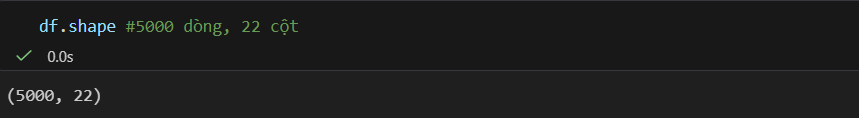 df.shape #5000 dòng, 22 cột
0.0s
(5000, 22)